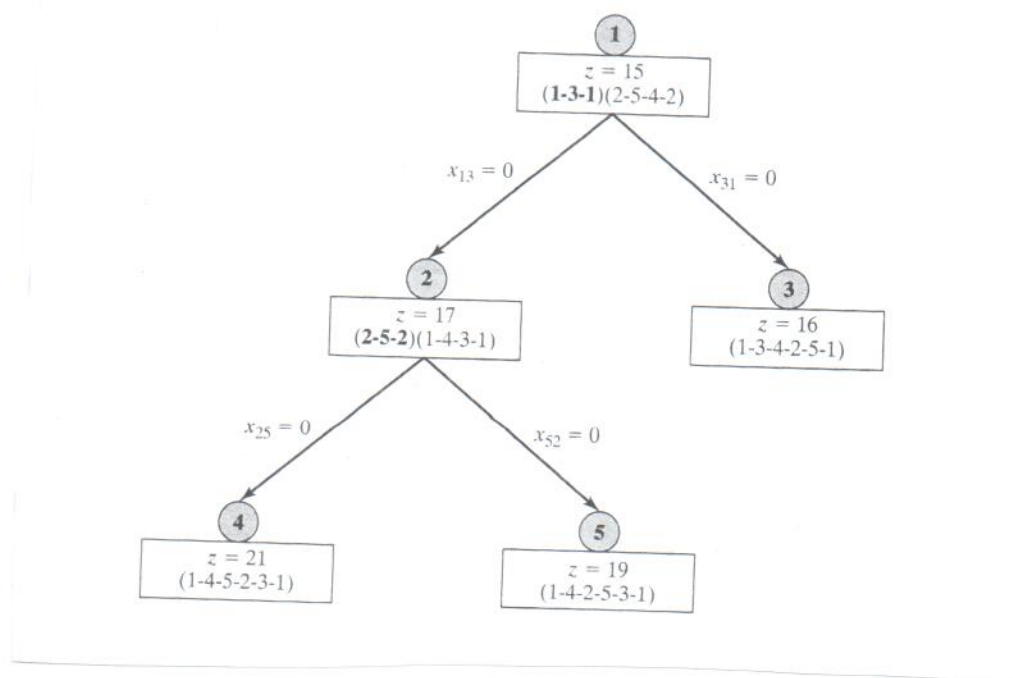 1
z = 15
(1-3-1)(2-5-4-2)
x13 = 0
x31 = 0
2
z = 17
(2-5-2)(1-4-3-1)
3
z = 16
(1-3-4-2-5-1)
x25 = 0
x52 = 0
4
z = 21
(1-4-5-2-3-1)
5
z = 19
(1-4-2-5-3-1)